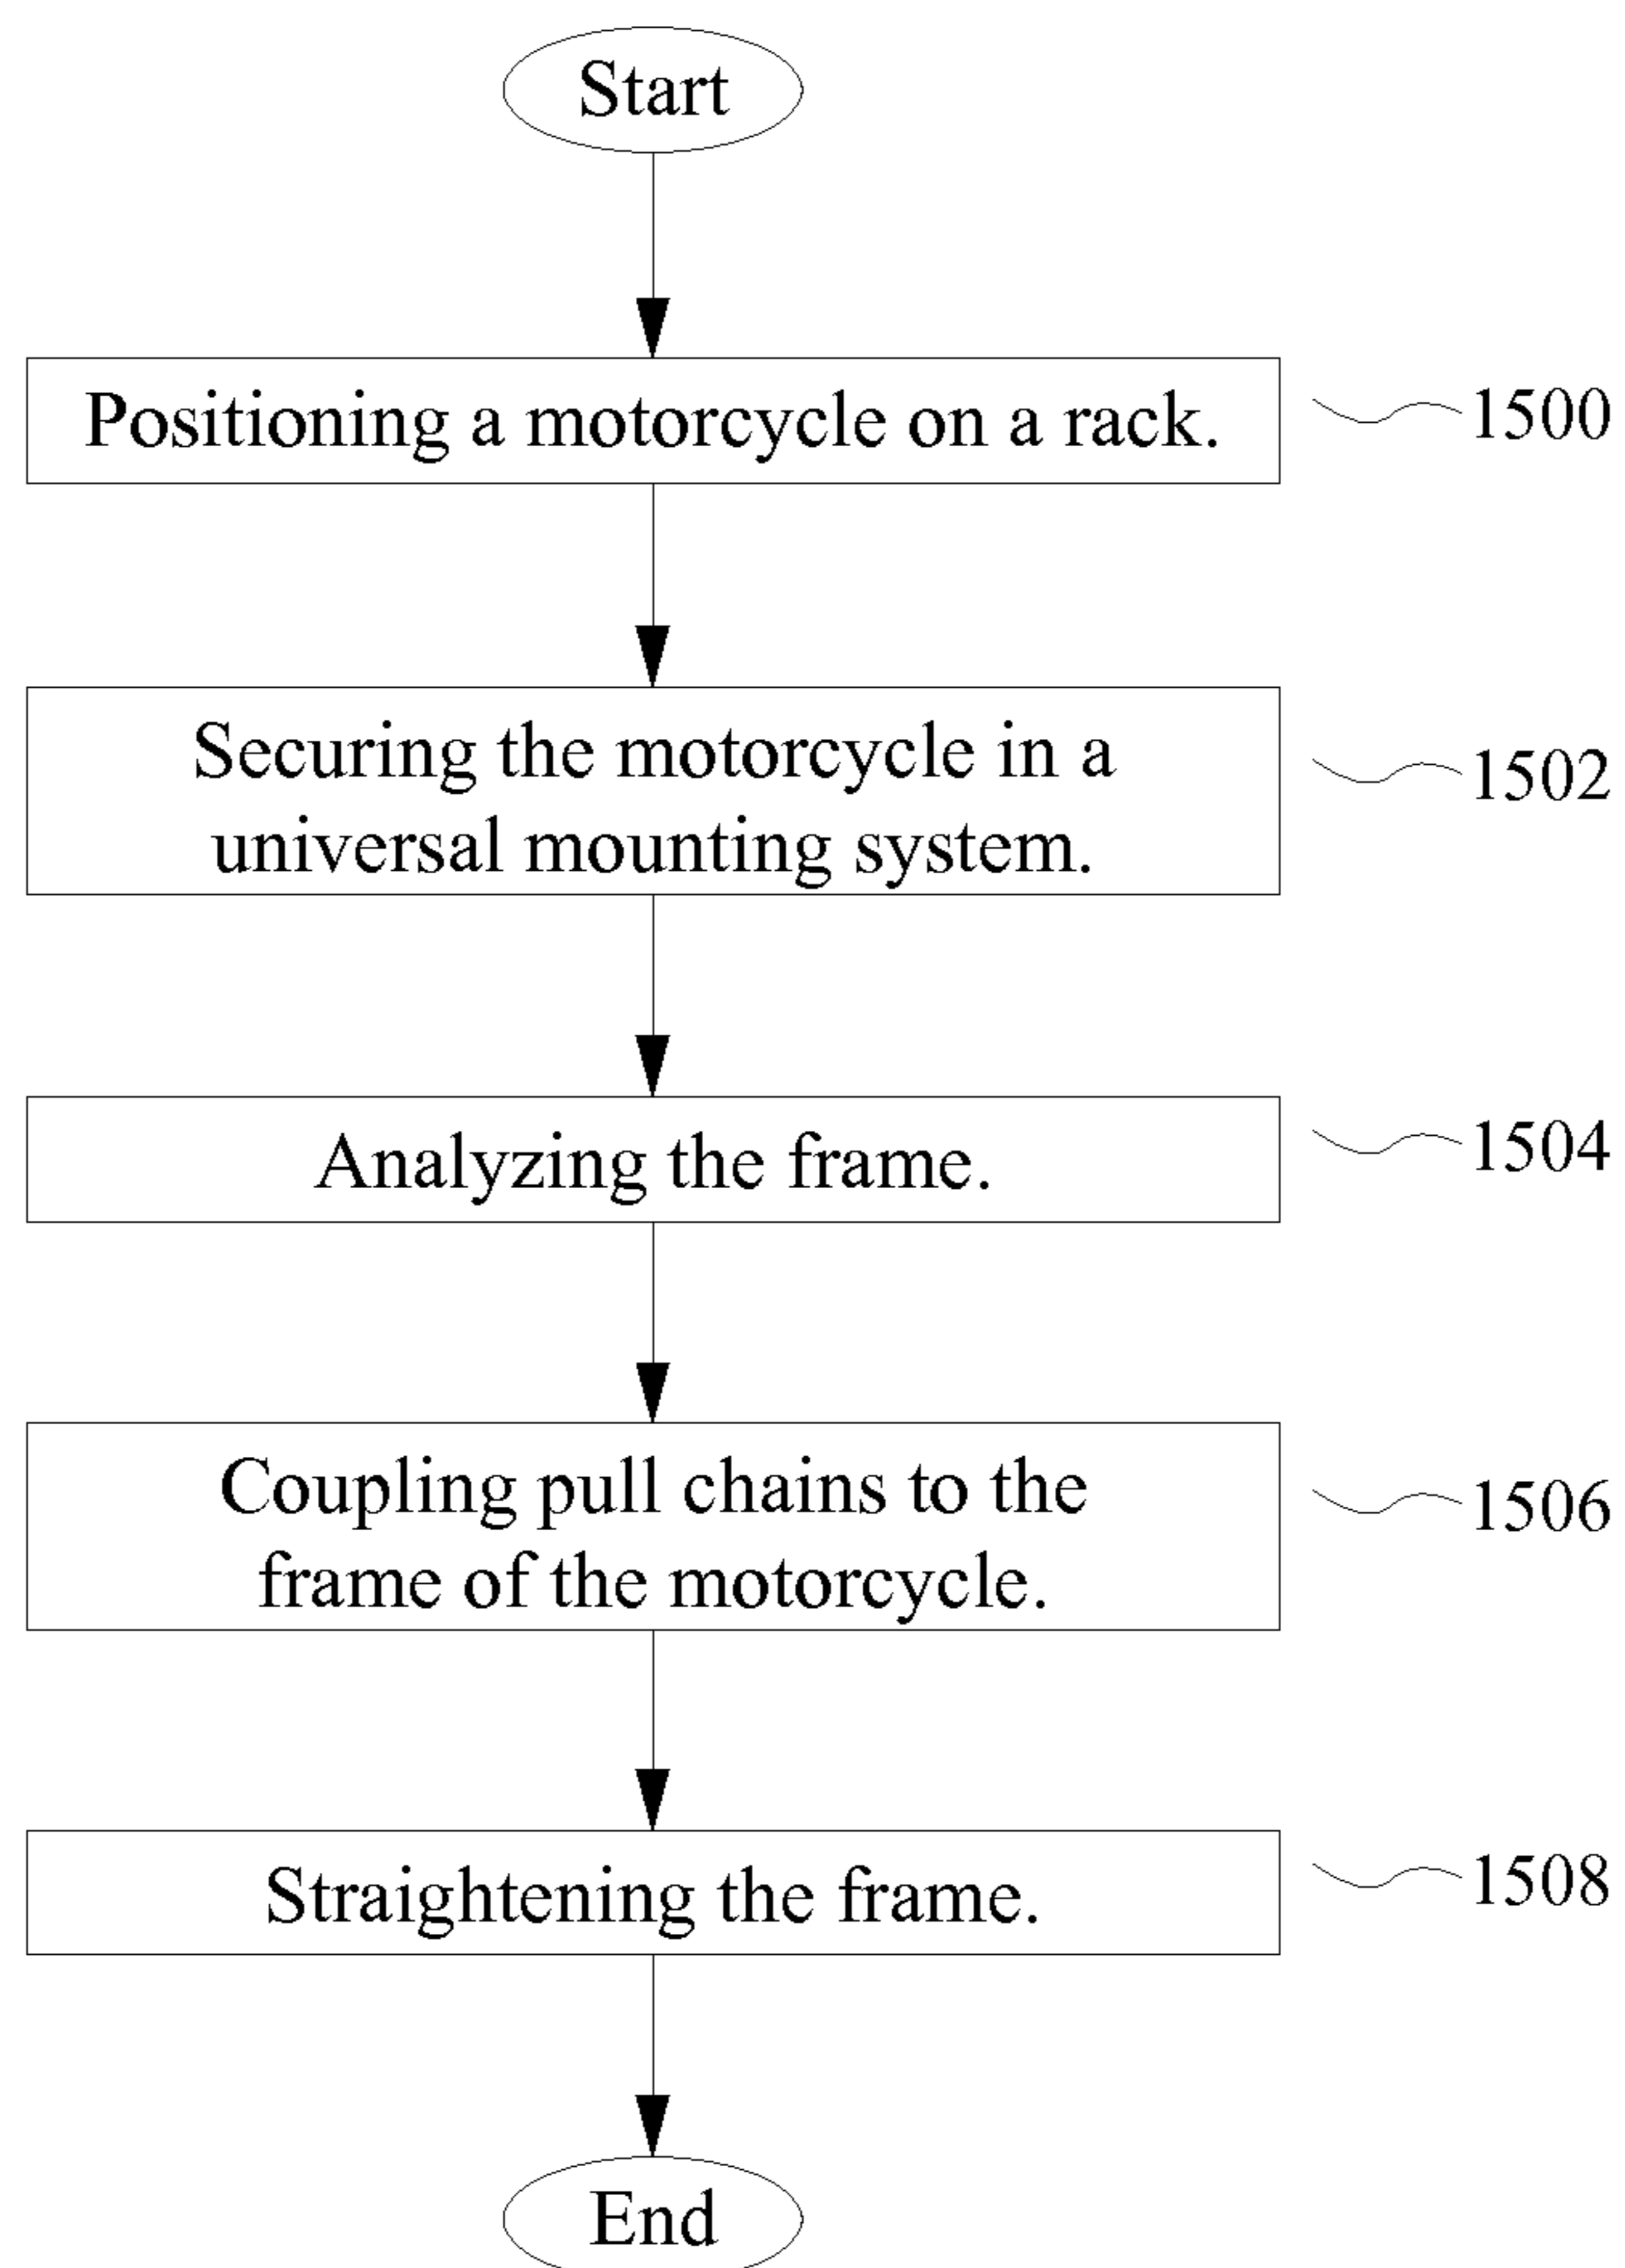 Start
Positioning a motorcycle on a rack.
1500
Securing the motorcycle in a
universal mounting system.
1502
Analyzing the frame.
1504
Coupling pull chains to the
frame of the motorcycle.
1506
Straightening the frame.
1508
End